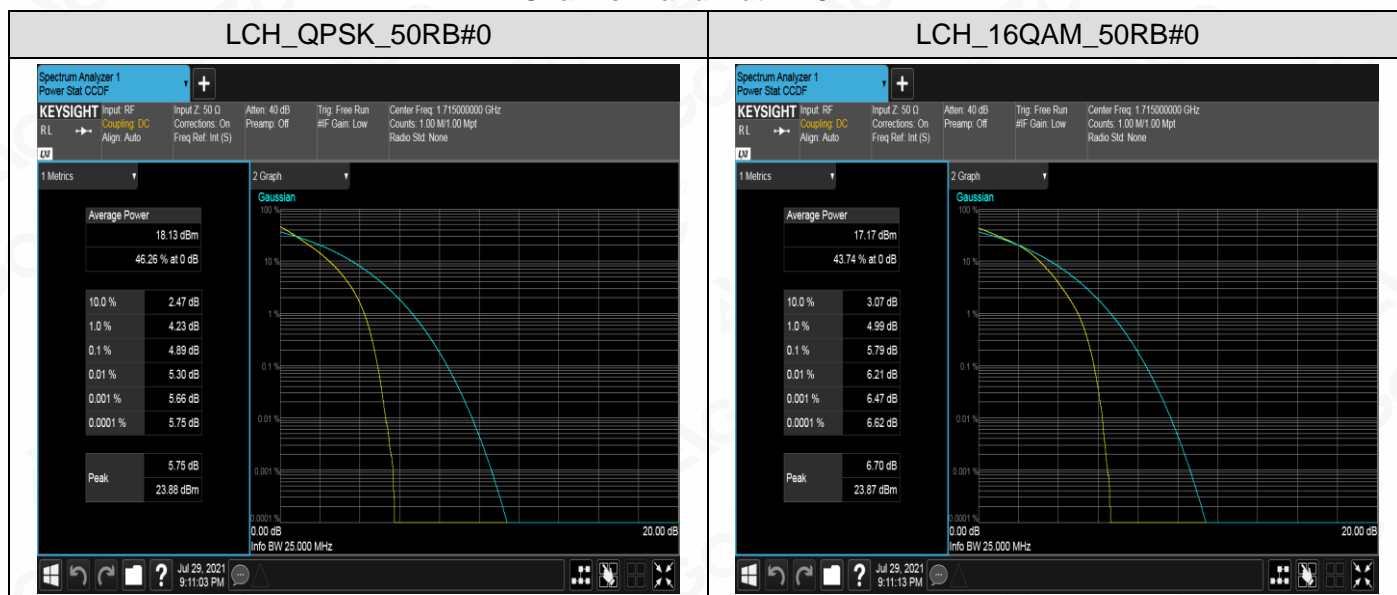 LCH_QPSK_50RB#0
LCH_16QAM_50RB#0
Spectrum Analyzer 1
Power Stat CCDF
KEYSIGHT
RL
LXI
Input: RF
Coupling: DC
Align: Auto
Input Z: 50 Ω
Corrections: On
Freq Ref: Int (S)
Atten: 40 dB
Preamp: Off
Trig: Free Run
#IF Gain: Low
Center Freq: 1.715000000 GHz
Counts: 1.00 M/1.00 Mpt
Radio Std: None
1 Metrics
Average Power
18.13 dBm
46.26 % at 0 dB
10.0 % 2.47 dB
1.0 % 4.23 dB
0.1 % 4.89 dB
0.01 % 5.30 dB
0.001 % 5.66 dB
0.0001 % 5.75 dB
Peak
5.75 dB
23.88 dBm
2 Graph
Gaussian
100 %
10 %
1 %
0.1 %
0.01 %
0.001 %
0.0001 %
0.00 dB 20.00 dB
Info BW 25.000 MHz
?
Jul 29, 2021
9:11:03 PM
Spectrum Analyzer 1
Power Stat CCDF
KEYSIGHT
RL
LXI
Input: RF
Coupling: DC
Align: Auto
Input Z: 50 Ω
Corrections: On
Freq Ref: Int (S)
Atten: 40 dB
Preamp: Off
Trig: Free Run
#IF Gain: Low
Center Freq: 1.715000000 GHz
Counts: 1.00 M/1.00 Mpt
Radio Std: None
1 Metrics
Average Power
17.17 dBm
43.74 % at 0 dB
10.0 % 3.07 dB
1.0 % 4.99 dB
0.1 % 5.79 dB
0.01 % 6.21 dB
0.001 % 6.47 dB
0.0001 % 6.62 dB
Peak
6.70 dB
23.87 dBm
2 Graph
Gaussian
100 %
10 %
1 %
0.1 %
0.01 %
0.001 %
0.0001 %
0.00 dB 20.00 dB
Info BW 25.000 MHz
?
Jul 29, 2021
9:11:13 PM